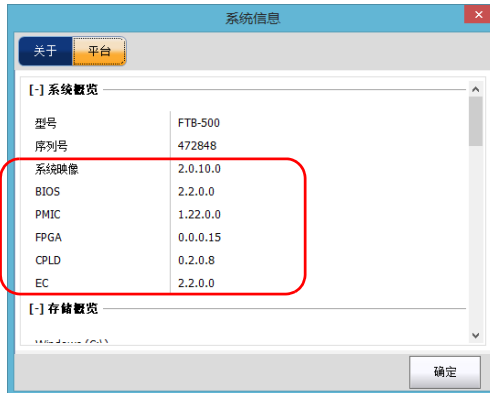 系统信息
关于 平台
[-] 系统概览
型号 FTB-500
序列号 472848
系统映像 2.0.10.0
BIOS 2.2.0.0
PMIC 1.22.0.0
FPGA 0.0.0.15
CPLD 0.2.0.8
EC 2.2.0.0
[-] 存储概览
确定